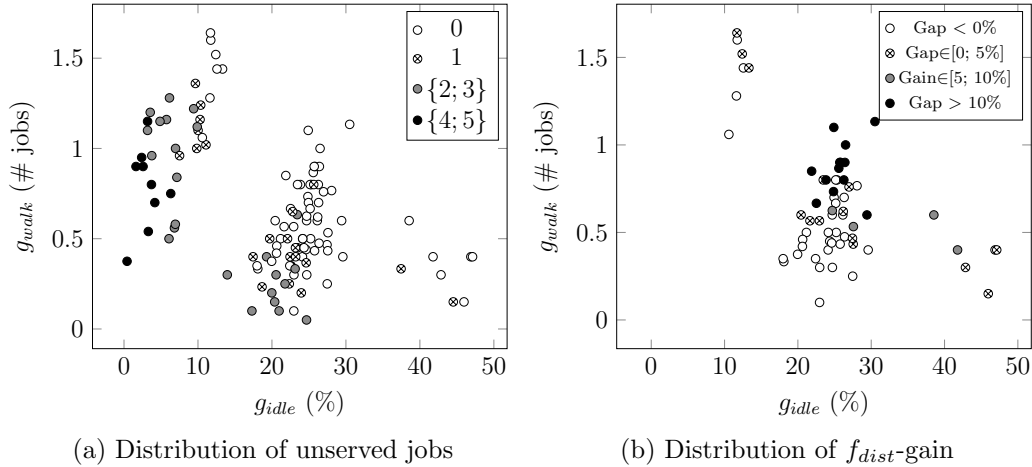 0
1
{2; 3}
{4; 5}
1.5
1
0.5
0
g_walk (# jobs)
0 10 20 30 40 50
g_idle (%)
(a) Distribution of unserved jobs
Gap < 0%
Gap∈[0; 5%]
Gain∈[5; 10%]
Gap > 10%
1.5
1
0.5
0
g_walk (# jobs)
0 10 20 30 40 50
g_idle (%)
(b) Distribution of f_dist-gain